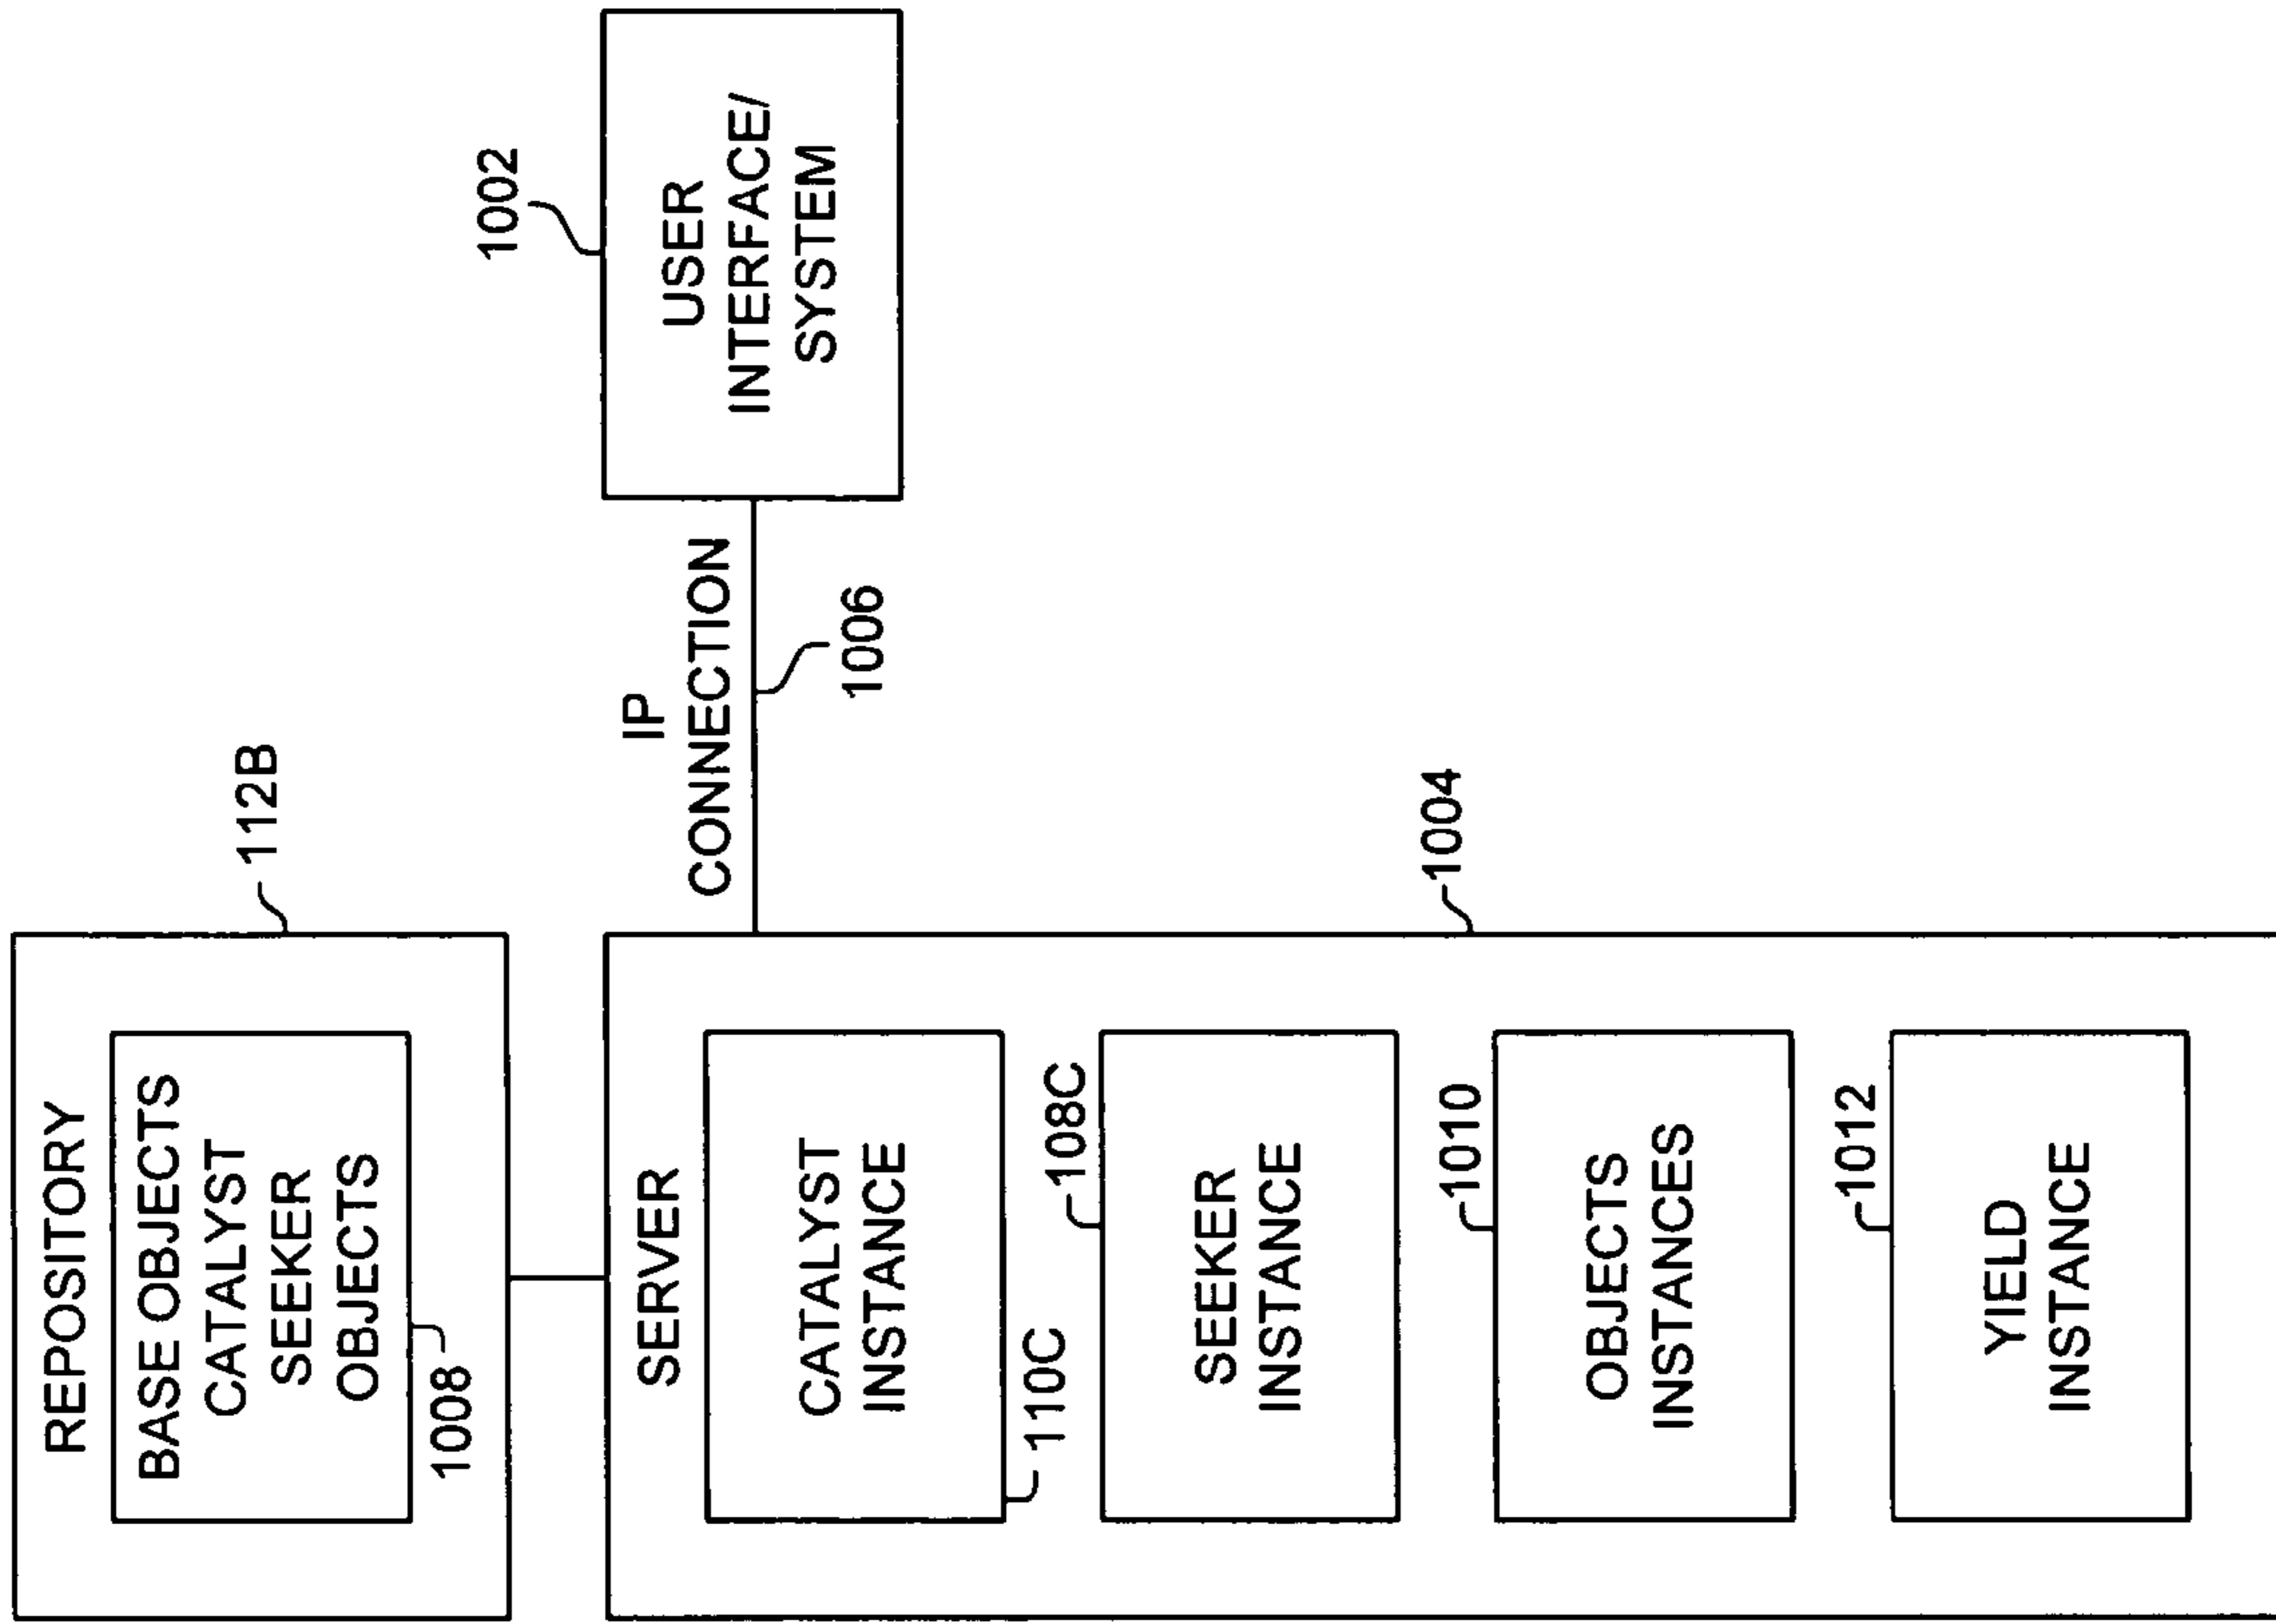 REPOSITORY
112B
BASE OBJECTS
CATALYST
SEEKER
OBJECTS
1008
SERVER
1004
CATALYST
INSTANCE
110C
108C
SEEKER
INSTANCE
1010
OBJECTS
INSTANCES
1012
YIELD
INSTANCE
IP
CONNECTION
1006
1002
USER
INTERFACE/
SYSTEM